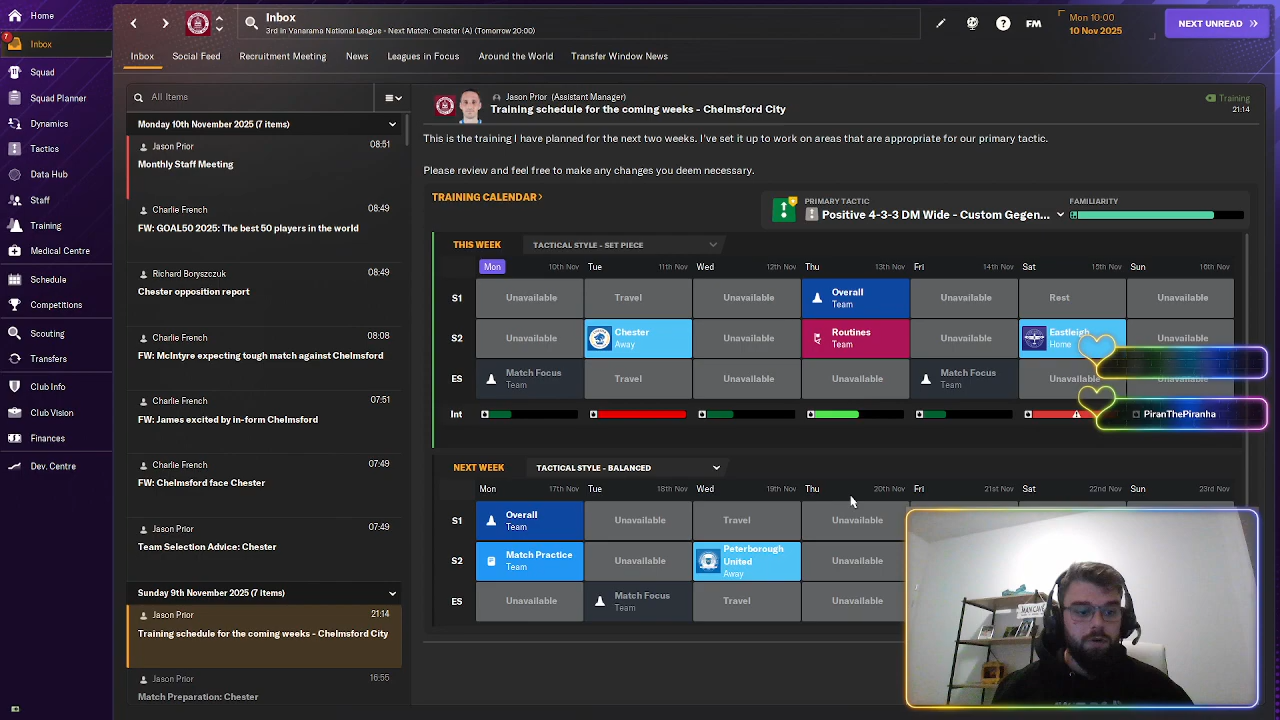 Home
7
Inbox
Squad
Squad Planner
Dynamics
Tactics
Data Hub
Staff
Training
Medical Centre
Schedule
Competitions
Scouting
Transfers
Club Info
Club Vision
Finances
Dev. Centre
Inbox
3rd in Vanarama National League - Next Match: Chester (A) (Tomorrow 20:00)
FM
Mon 10:00
10 Nov 2025
NEXT UNREAD
Inbox Social Feed Recruitment Meeting News Leagues in Focus Around the World Transfer Window News
All Items
Monday 10th November 2025 (7 items)
Jason Prior 08:51
Monthly Staff Meeting
Charlie French 08:49
FW: GOAL50 2025: The best 50 players in the world
Richard Boryszczuk 08:49
Chester opposition report
Charlie French 08:08
FW: McIntyre expecting tough match against Chelmsford
Charlie French 07:51
FW: James excited by in-form Chelmsford
Charlie French 07:49
FW: Chelmsford face Chester
Jason Prior 07:49
Team Selection Advice: Chester
Sunday 9th November 2025 (7 items)
Jason Prior 21:14
Training schedule for the coming weeks - Chelmsford City
Jason Prior 16:55
Match Preparation: Chester
Jason Prior (Assistant Manager)
Training schedule for the coming weeks - Chelmsford City
Training
21:14
This is the training I have planned for the next two weeks. I've set it up to work on areas that are appropriate for our primary tactic.
Please review and feel free to make any changes you deem necessary.
TRAINING CALENDAR
PRIMARY TACTIC
Positive 4-3-3 DM Wide - Custom Gegen...
FAMILIARITY
THIS WEEK TACTICAL STYLE - SET PIECE
Mon 10th Nov Tue 11th Nov Wed 12th Nov Thu 13th Nov Fri 14th Nov Sat 15th Nov Sun 16th Nov
S1 Unavailable Travel Unavailable Overall Team Unavailable Rest Unavailable
S2 Unavailable Chester Away Unavailable Routines Team Unavailable Eastleigh Home Unavailable
ES Match Focus Team Travel Unavailable Unavailable Match Focus Team Unavailable
Int
PiranThePiranha
NEXT WEEK TACTICAL STYLE - BALANCED
Mon 17th Nov Tue 18th Nov Wed 19th Nov Thu 20th Nov Fri 21st Nov Sat 22nd Nov Sun 23rd Nov
S1 Overall Team Unavailable Travel Unavailable
S2 Match Practice Team Unavailable Peterborough United Away Unavailable
ES Unavailable Match Focus Team Travel Unavailable
MAN CAVE